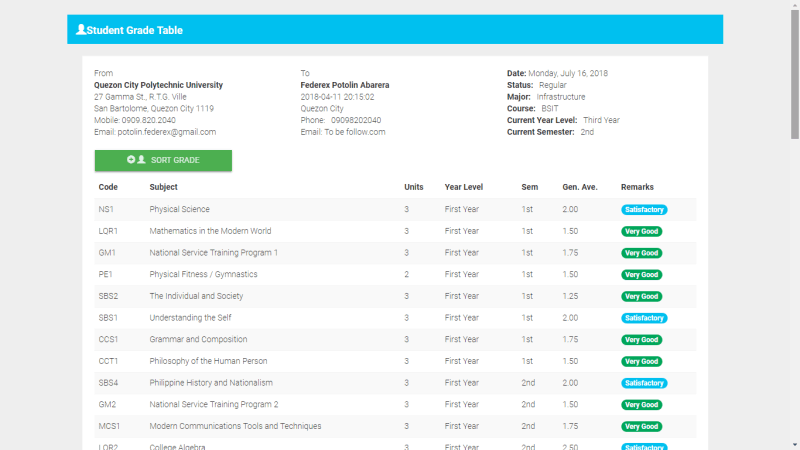 Student Grade Table
From
Quezon City Polytechnic University
27 Gamma St., R.T.G. Ville
San Bartolome, Quezon City 1119
Mobile: 0909.820.2040
Email: potolin.federex@gmail.com
To
Federex Potolin Abarera
2018-04-11 20:15:02
Quezon City
Phone: 09098202040
Email: To be follow.com
Date: Monday, July 16, 2018
Status: Regular
Major: Infrastructure
Course: BSIT
Current Year Level: Third Year
Current Semester: 2nd
SORT GRADE
Code Subject Units Year Level Sem Gen. Ave. Remarks
NS1 Physical Science 3 First Year 1st 2.00 Satisfactory
LQR1 Mathematics in the Modern World 3 First Year 1st 1.50 Very Good
GM1 National Service Training Program 1 3 First Year 1st 1.75 Very Good
PE1 Physical Fitness / Gymnastics 2 First Year 1st 1.50 Very Good
SBS2 The Individual and Society 3 First Year 1st 1.25 Very Good
SBS1 Understanding the Self 3 First Year 1st 2.00 Satisfactory
CCS1 Grammar and Composition 3 First Year 1st 1.75 Very Good
CCT1 Philosophy of the Human Person 3 First Year 1st 1.50 Very Good
SBS4 Philippine History and Nationalism 3 First Year 2nd 2.00 Satisfactory
GM2 National Service Training Program 2 3 First Year 2nd 1.50 Very Good
MCS1 Modern Communications Tools and Techniques 3 First Year 2nd 1.75 Very Good
LQR2 College Algebra 3 First Year 2nd 2.50 Satisfactory